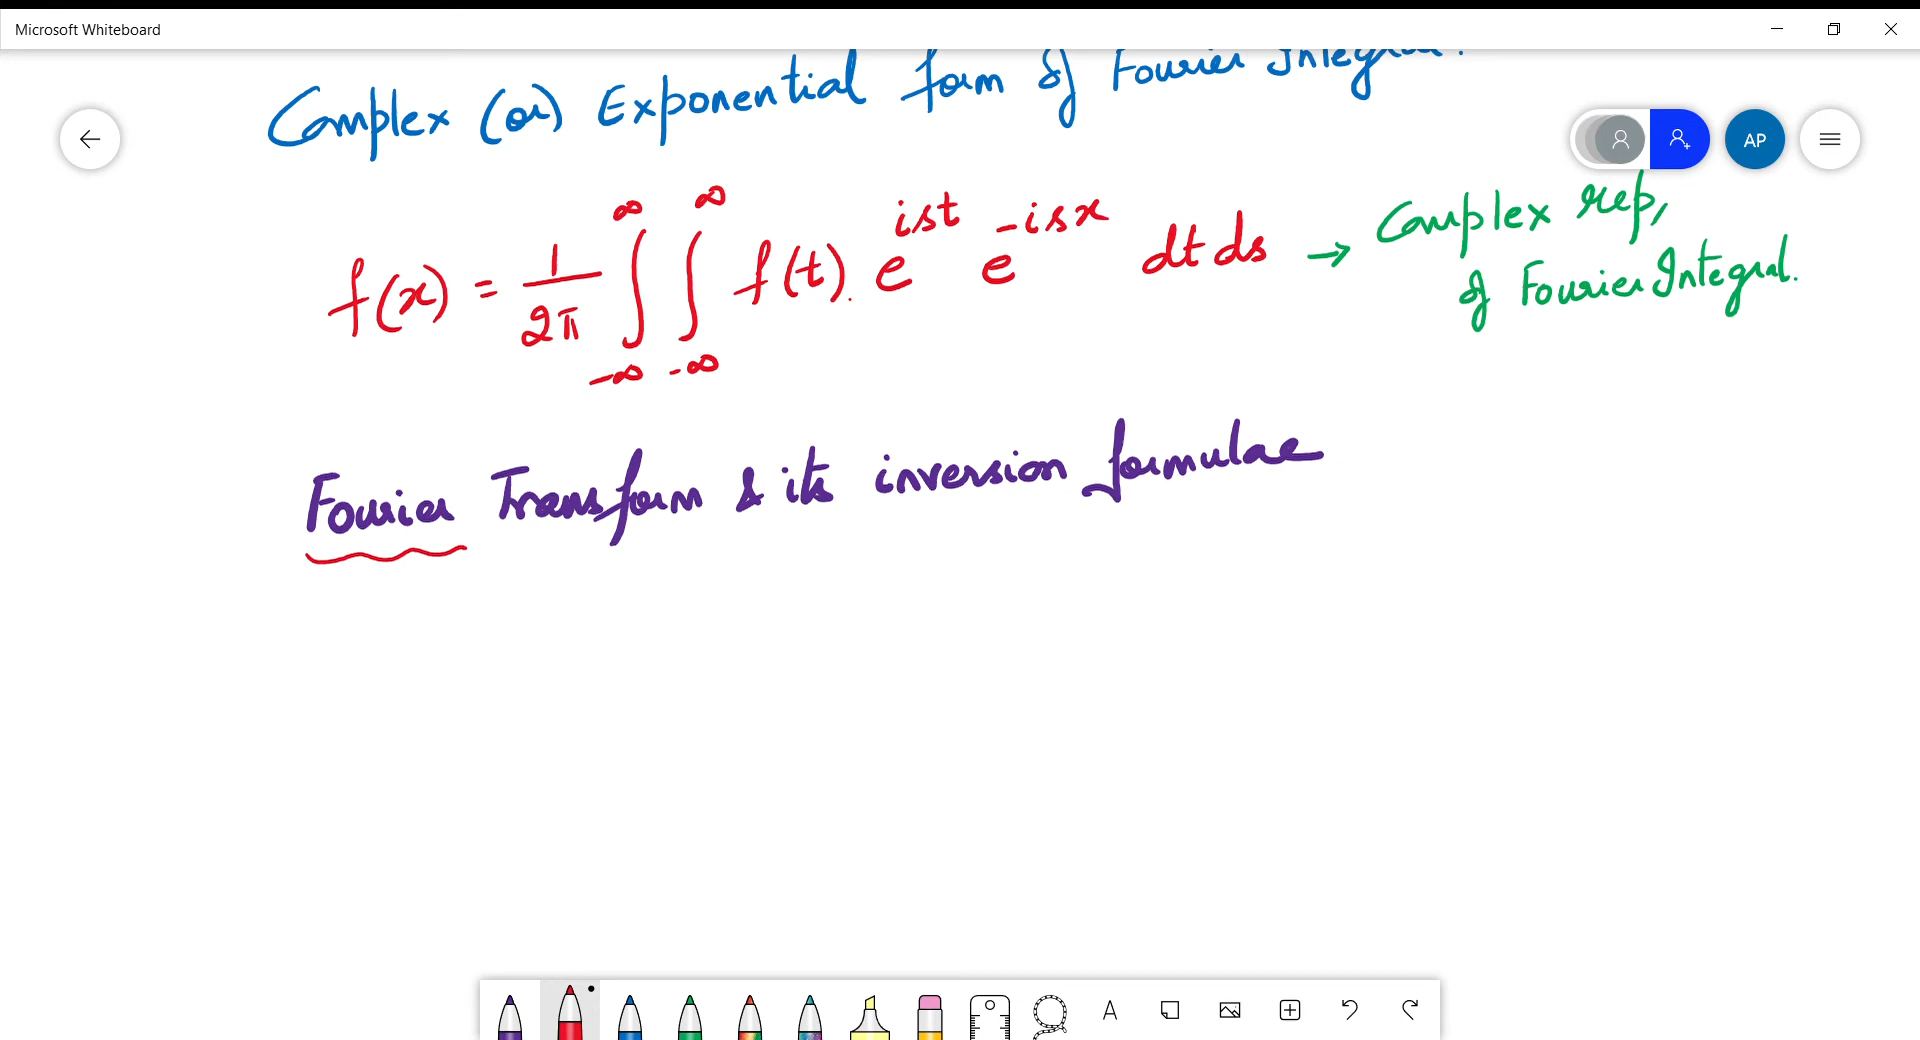 Microsoft Whiteboard
Complex (or) Exponential form of Fourier Integral.
f(x) = 1/2π ∫_{-∞}^{∞} ∫_{-∞}^{∞} f(t). e^{ist} e^{-isx} dt ds → Complex rep,
of Fourier Integral.
AP
Fourier Transform & its inversion formulae
A